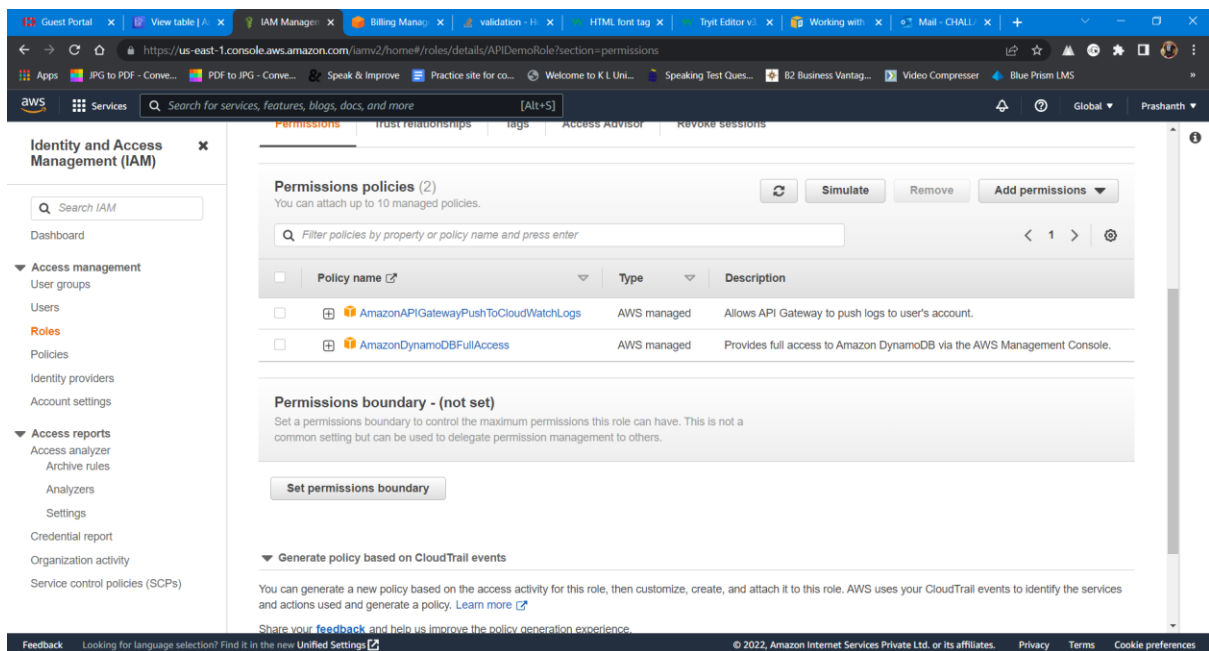 Guest Portal
View table | A
IAM Manage
Billing Manag
validation - H
HTML font tag
Tryit Editor v3.
Working with
Mail - CHALL
https://us-east-1.console.aws.amazon.com/iamv2/home#/roles/details/APIDemoRole?section=permissions
Apps JPG to PDF - Conve... PDF to JPG - Conve... Speak & Improve Practice site for co... Welcome to K L Uni... Speaking Test Ques... B2 Business Vantag... Video Compresser Blue Prism LMS »
aws Services Search for services, features, blogs, docs, and more [Alt+S] Global Prashanth
Identity and Access
Management (IAM)
Search IAM
Dashboard
Access management
User groups
Users
Roles
Policies
Identity providers
Account settings
Access reports
Access analyzer
Archive rules
Analyzers
Settings
Credential report
Organization activity
Service control policies (SCPs)
Permissions Trust relationships Tags Access Advisor Revoke sessions
Permissions policies (2)
You can attach up to 10 managed policies.
Simulate Remove Add permissions
Filter policies by property or policy name and press enter
1
Policy name Type Description
AmazonAPIGatewayPushToCloudWatchLogs AWS managed Allows API Gateway to push logs to user's account.
AmazonDynamoDBFullAccess AWS managed Provides full access to Amazon DynamoDB via the AWS Management Console.
Permissions boundary - (not set)
Set a permissions boundary to control the maximum permissions this role can have. This is not a
common setting but can be used to delegate permission management to others.
Set permissions boundary
Generate policy based on CloudTrail events
You can generate a new policy based on the access activity for this role, then customize, create, and attach it to this role. AWS uses your CloudTrail events to identify the services
and actions used and generate a policy. Learn more
Share your feedback and help us improve the policy generation experience.
Feedback Looking for language selection? Find it in the new Unified Settings © 2022, Amazon Internet Services Private Ltd. or its affiliates. Privacy Terms Cookie preferences